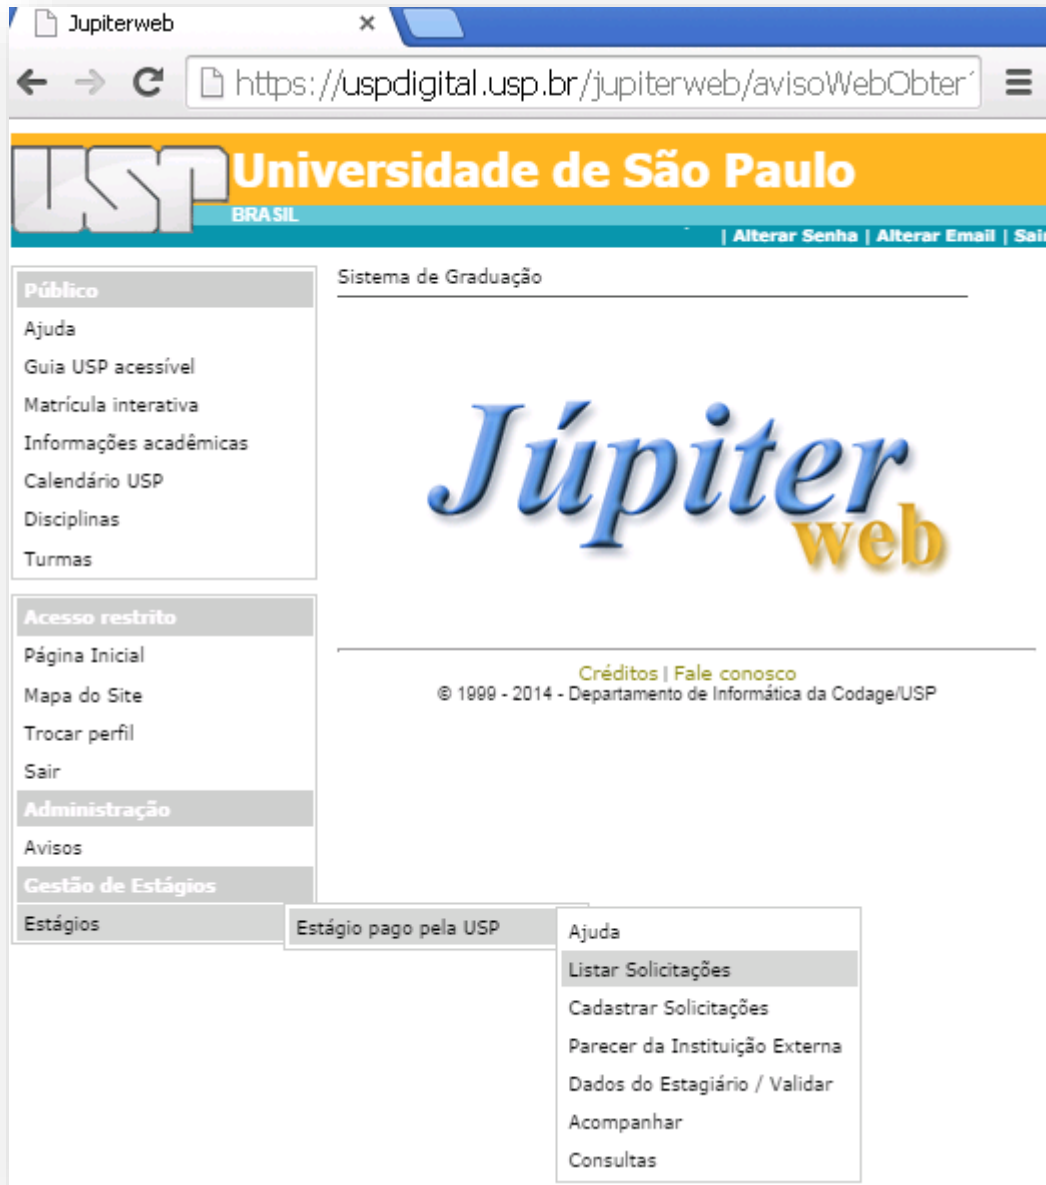 Jupiterweb
https://uspdigital.usp.br/jupiterweb/avisoWebObter
USP
Universidade de São Paulo
BRASIL
| Alterar Senha | Alterar Email | Sair
Público
Ajuda
Guia USP acessível
Matrícula interativa
Informações acadêmicas
Calendário USP
Disciplinas
Turmas
Acesso restrito
Página Inicial
Mapa do Site
Trocar perfil
Sair
Administração
Avisos
Gestão de Estágios
Estágios
Estágio pago pela USP
Ajuda
Listar Solicitações
Cadastrar Solicitações
Parecer da Instituição Externa
Dados do Estagiário / Validar
Acompanhar
Consultas
Sistema de Graduação
Júpiter
web
Créditos | Fale conosco
© 1999 - 2014 - Departamento de Informática da Codage/USP